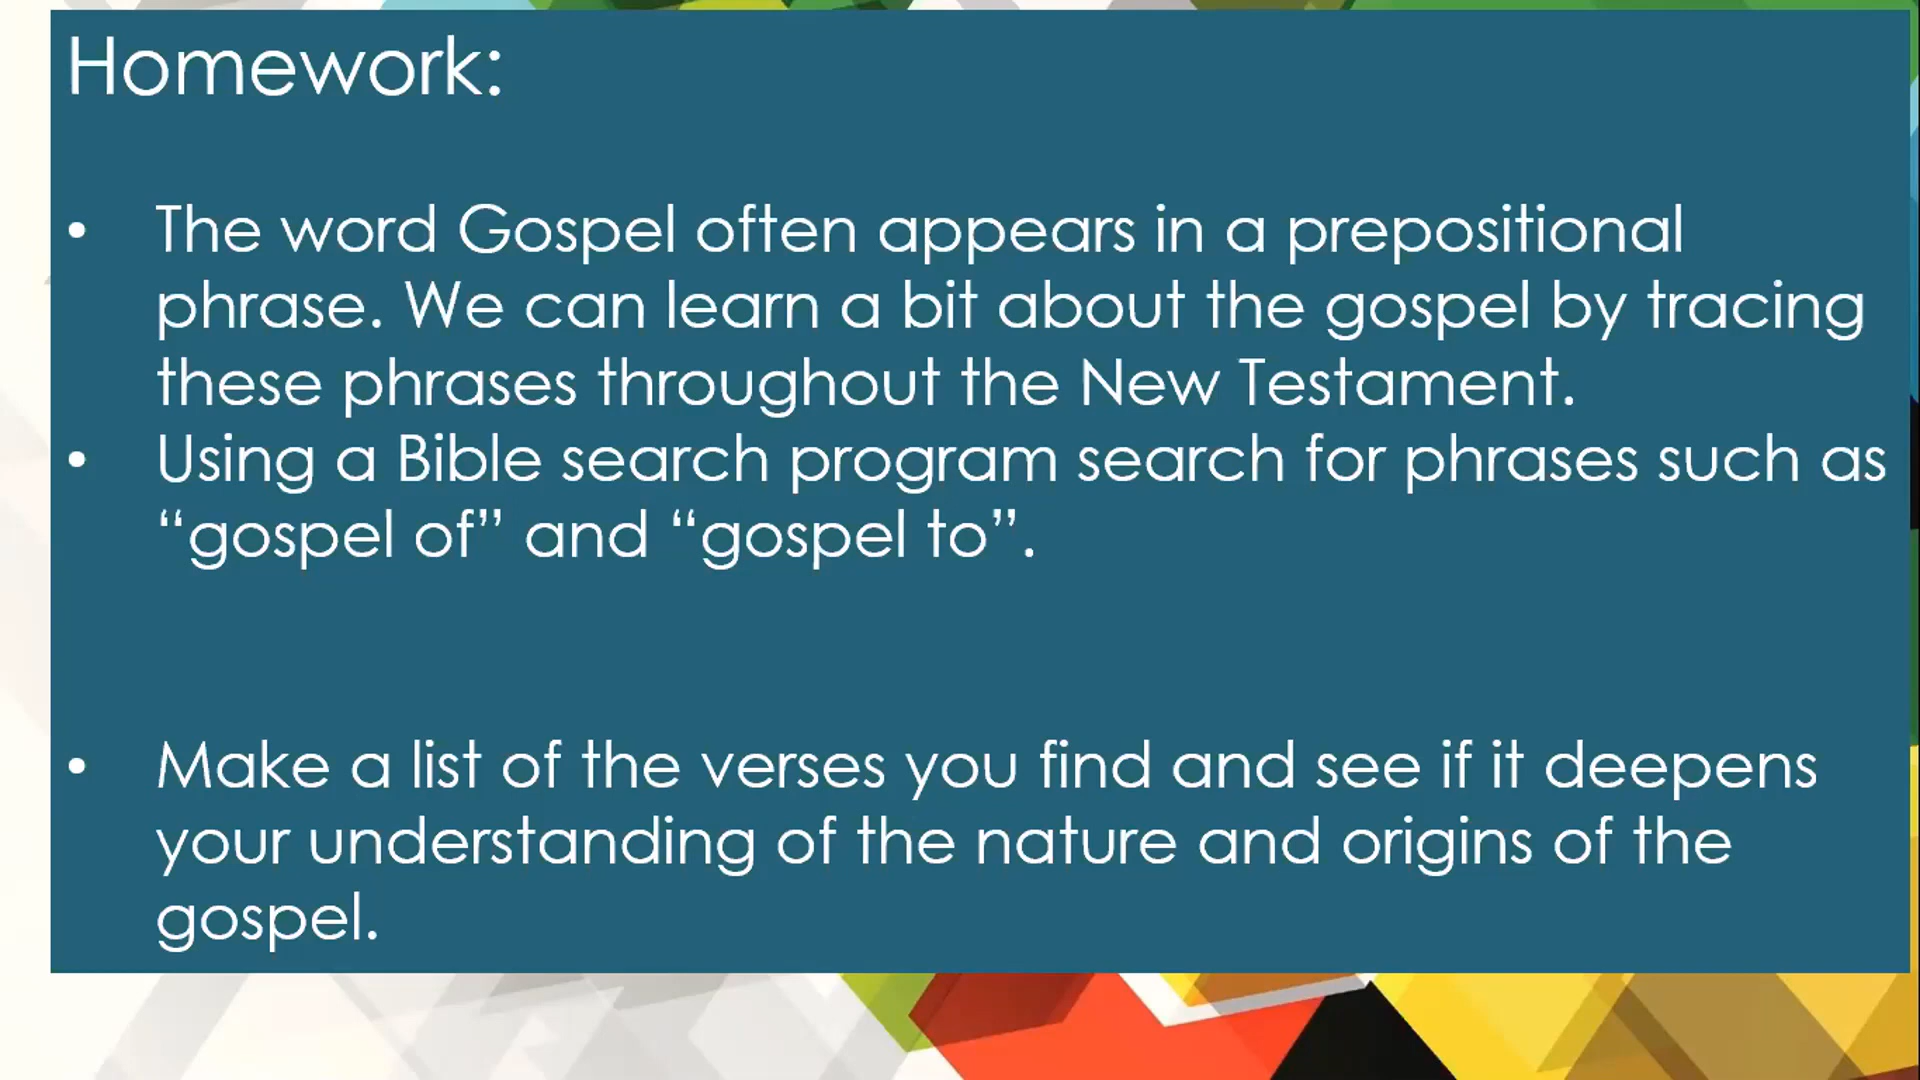 Homework:
• The word Gospel often appears in a prepositional
phrase. We can learn a bit about the gospel by tracing
these phrases throughout the New Testament.
• Using a Bible search program search for phrases such as
“gospel of” and “gospel to”.
• Make a list of the verses you find and see if it deepens
your understanding of the nature and origins of the
gospel.